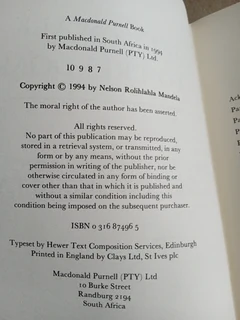 A Macdonald Purnell Book
First published in South Africa in 1994
by Macdonald Purnell (PTY) Ltd.
10 9 8 7
Copyright © 1994 by Nelson Rolihlahla Mandela
The moral right of the author has been asserted.
All rights reserved.
No part of this publication may be reproduced,
stored in a retrieval system, or transmitted, in any
form or by any means, without the prior
permission in writing of the publisher, nor be
otherwise circulated in any form of binding or
cover other than that in which it is published and
without a similar condition including this
condition being imposed on the subsequent purchaser.
ISBN 0 316 87496 5
Typeset by Hewer Text Composition Services, Edinburgh
Printed in England by Clays Ltd, St Ives plc
Macdonald Purnell (PTY) Ltd
10 Burke Street
Randburg 2194
South Africa